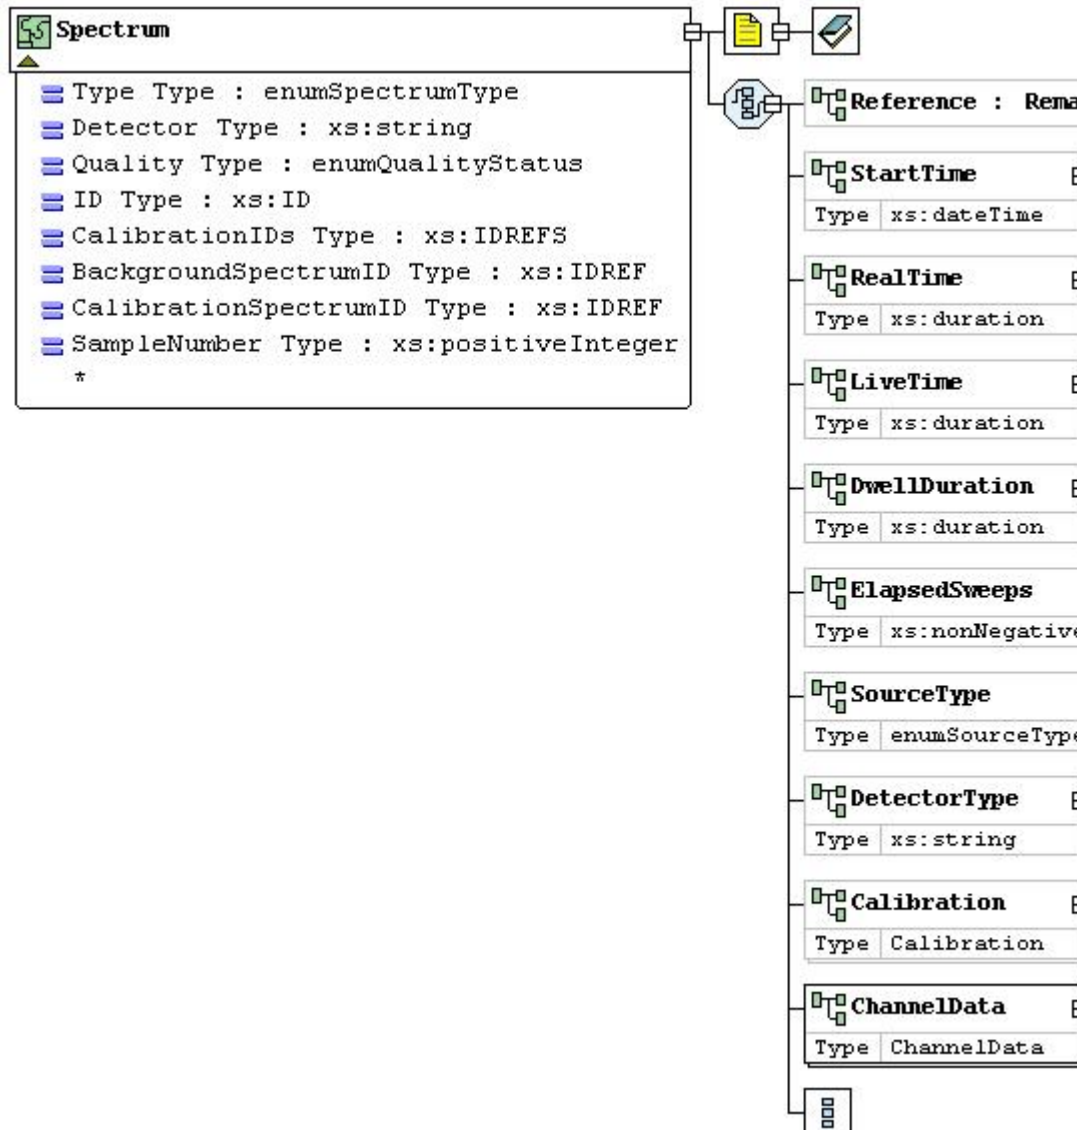 Spectrum
Type Type : enumSpectrumType
Detector Type : xs:string
Quality Type : enumQualityStatus
ID Type : xs:ID
CalibrationIDs Type : xs:IDREFS
BackgroundSpectrumID Type : xs:IDREF
CalibrationSpectrumID Type : xs:IDREF
SampleNumber Type : xs:positiveInteger
*
Reference : Rema
StartTime
Type xs:dateTime
RealTime
Type xs:duration
LiveTime
Type xs:duration
DwellDuration
Type xs:duration
ElapsedSweeps
Type xs:nonNegative
SourceType
Type enumSourceType
DetectorType
Type xs:string
Calibration
Type Calibration
ChannelData
Type ChannelData